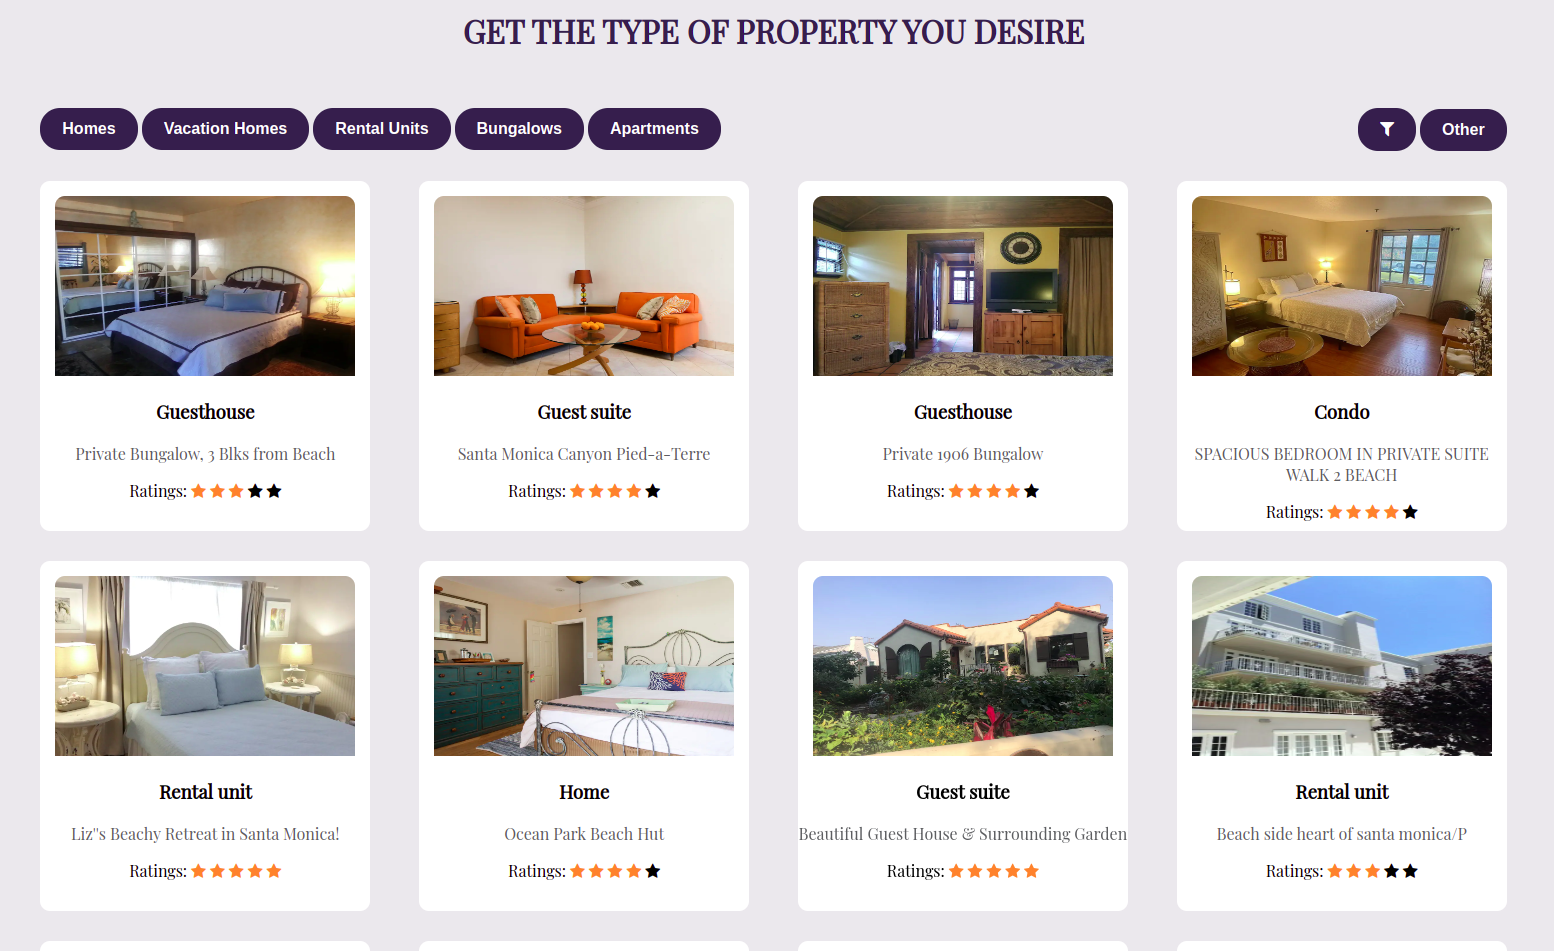 GET THE TYPE OF PROPERTY YOU DESIRE
Homes
Vacation Homes
Rental Units
Bungalows
Apartments
Other
Guesthouse
Private Bungalow, 3 Blks from Beach
Ratings:
Guest suite
Santa Monica Canyon Pied-a-Terre
Ratings:
Guesthouse
Private 1906 Bungalow
Ratings:
Condo
SPACIOUS BEDROOM IN PRIVATE SUITE
WALK 2 BEACH
Ratings:
Rental unit
Liz''s Beachy Retreat in Santa Monica!
Ratings:
Home
Ocean Park Beach Hut
Ratings:
Guest suite
Beautiful Guest House & Surrounding Garden
Ratings:
Rental unit
Beach side heart of santa monica/P
Ratings: